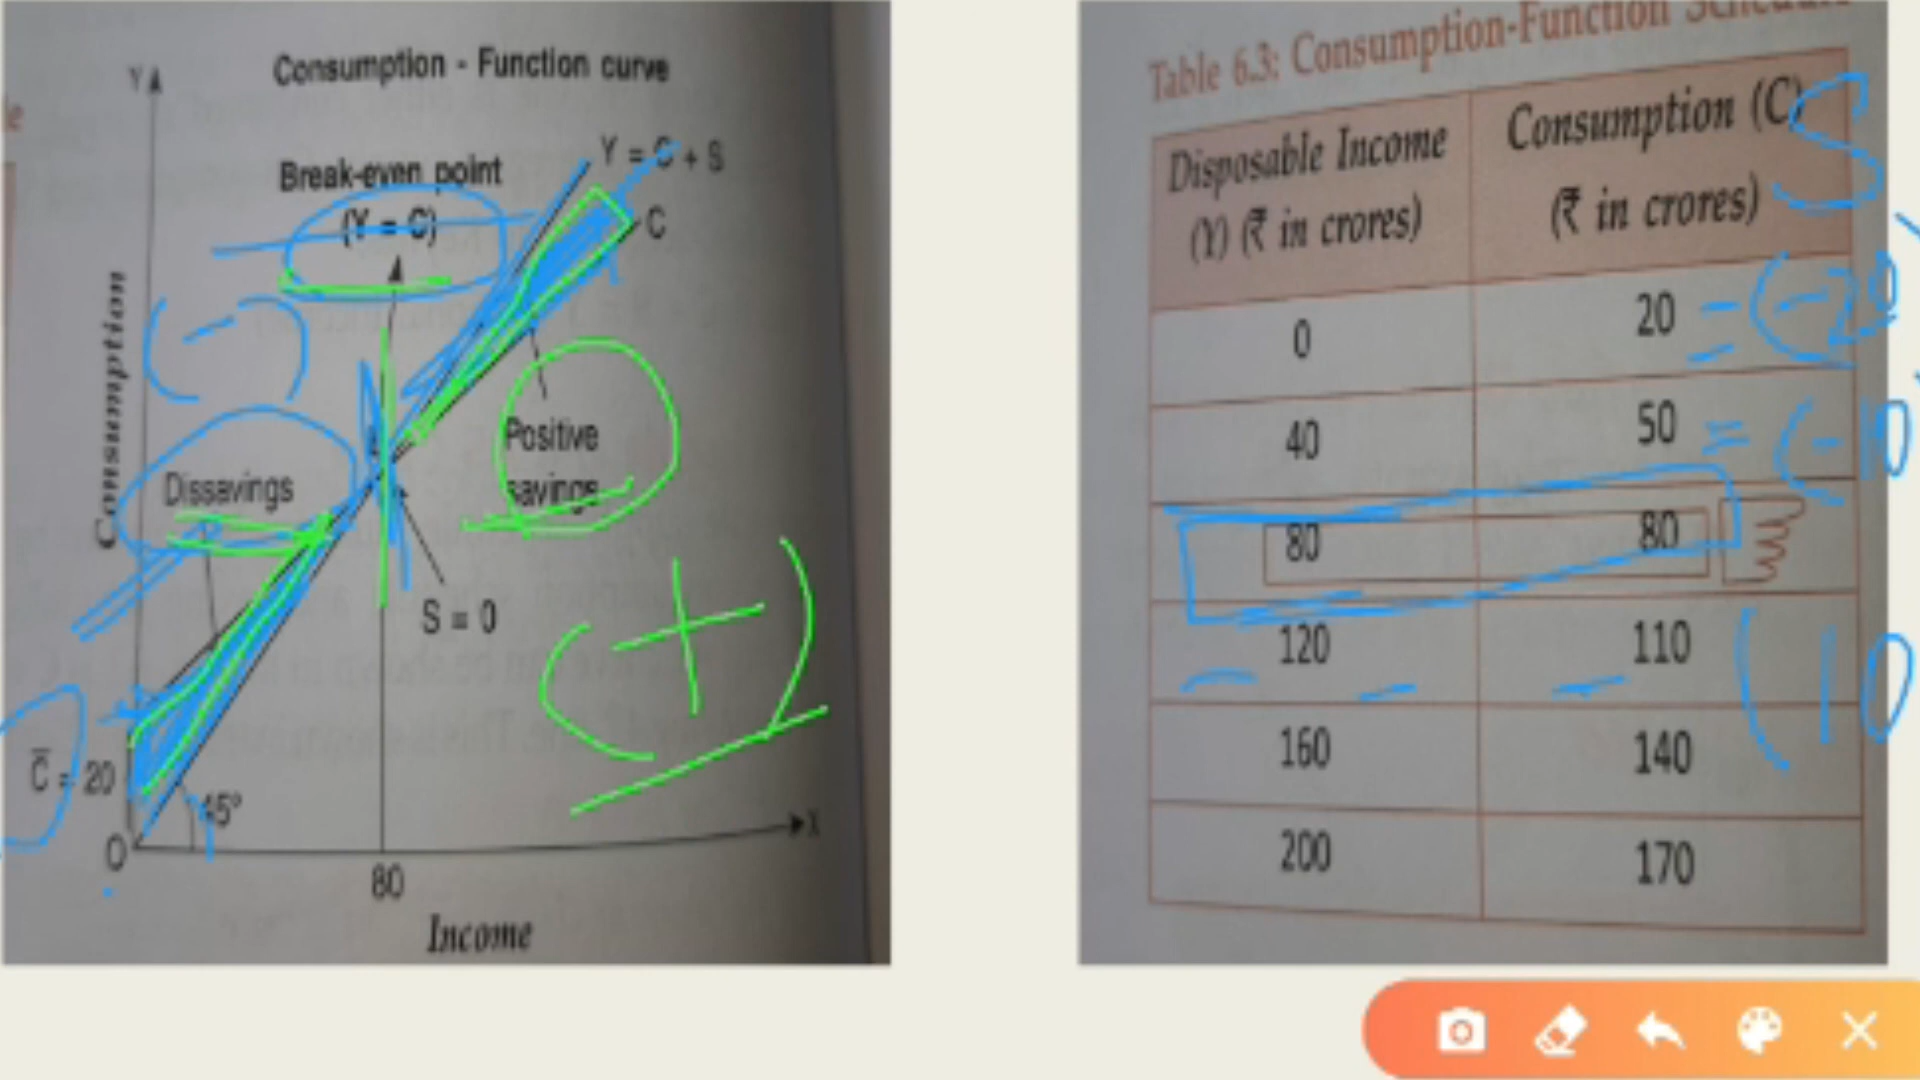 Consumption - Function curve
Y
Y = C + S
Break-even point
(Y = C)
C
(-)
Consumption
Positive
savings
Dissavings
S = 0
(+)
C̅ = 20
45°
O
X
80
Income
Table 6.3: Consumption-Function Schedule
Disposable Income
(Y) (₹ in crores)
Consumption (C)
(₹ in crores)
S
0 20 = (-20)
40 50 = (-10
80 80
120 - - 110 (10
160 140
200 170